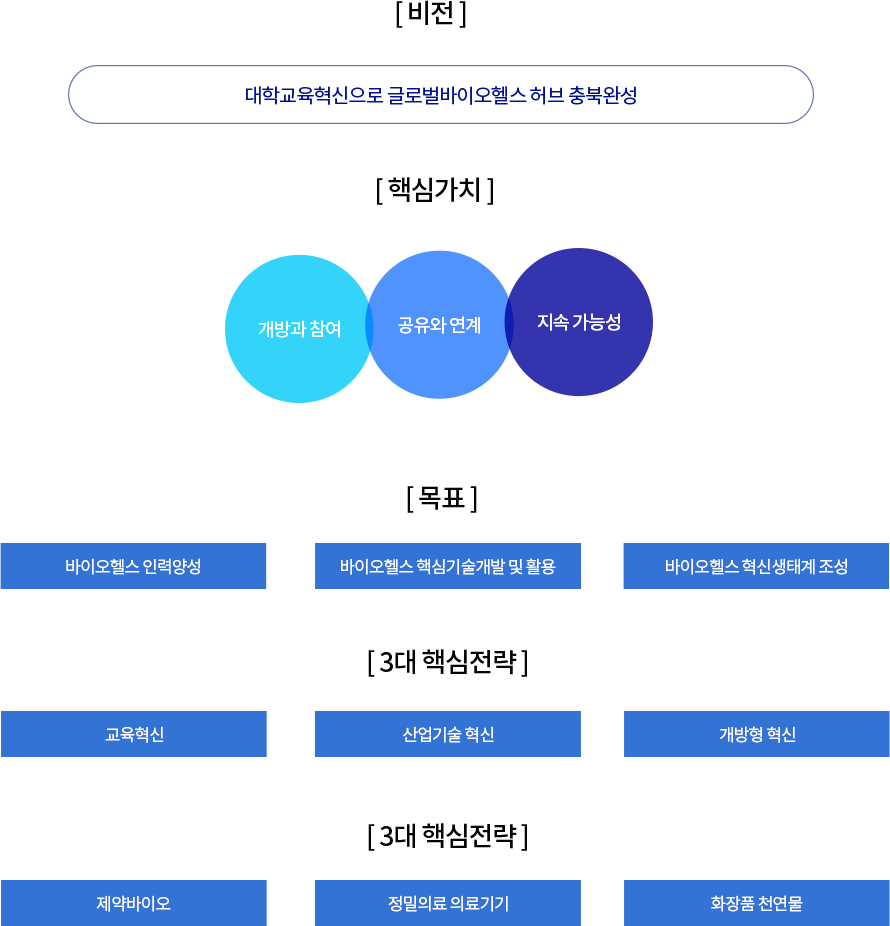 [ 비전 ]
대학교육혁신으로 글로벌바이오헬스 허브 충북완성
[ 핵심가치 ]
개방과 참여
공유와 연계
지속 가능성
[ 목표 ]
바이오헬스 인력양성
바이오헬스 핵심기술개발 및 활용
바이오헬스 혁신생태계 조성
[ 3대 핵심전략 ]
교육혁신
산업기술 혁신
개방형 혁신
[ 3대 핵심전략 ]
제약바이오
정밀의료 의료기기
화장품 천연물